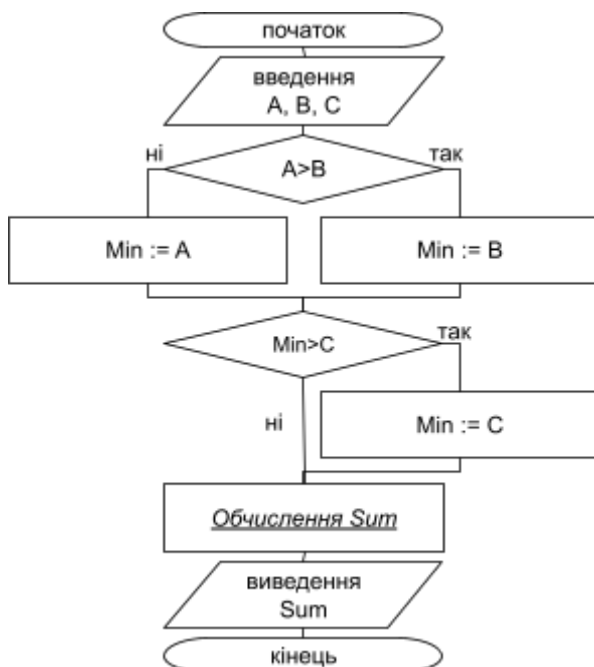 початок
введення
A, B, C
ні
так
A>B
Min := A
Min := B
так
Min>C
ні
Min := C
Обчислення Sum
виведення
Sum
кінець